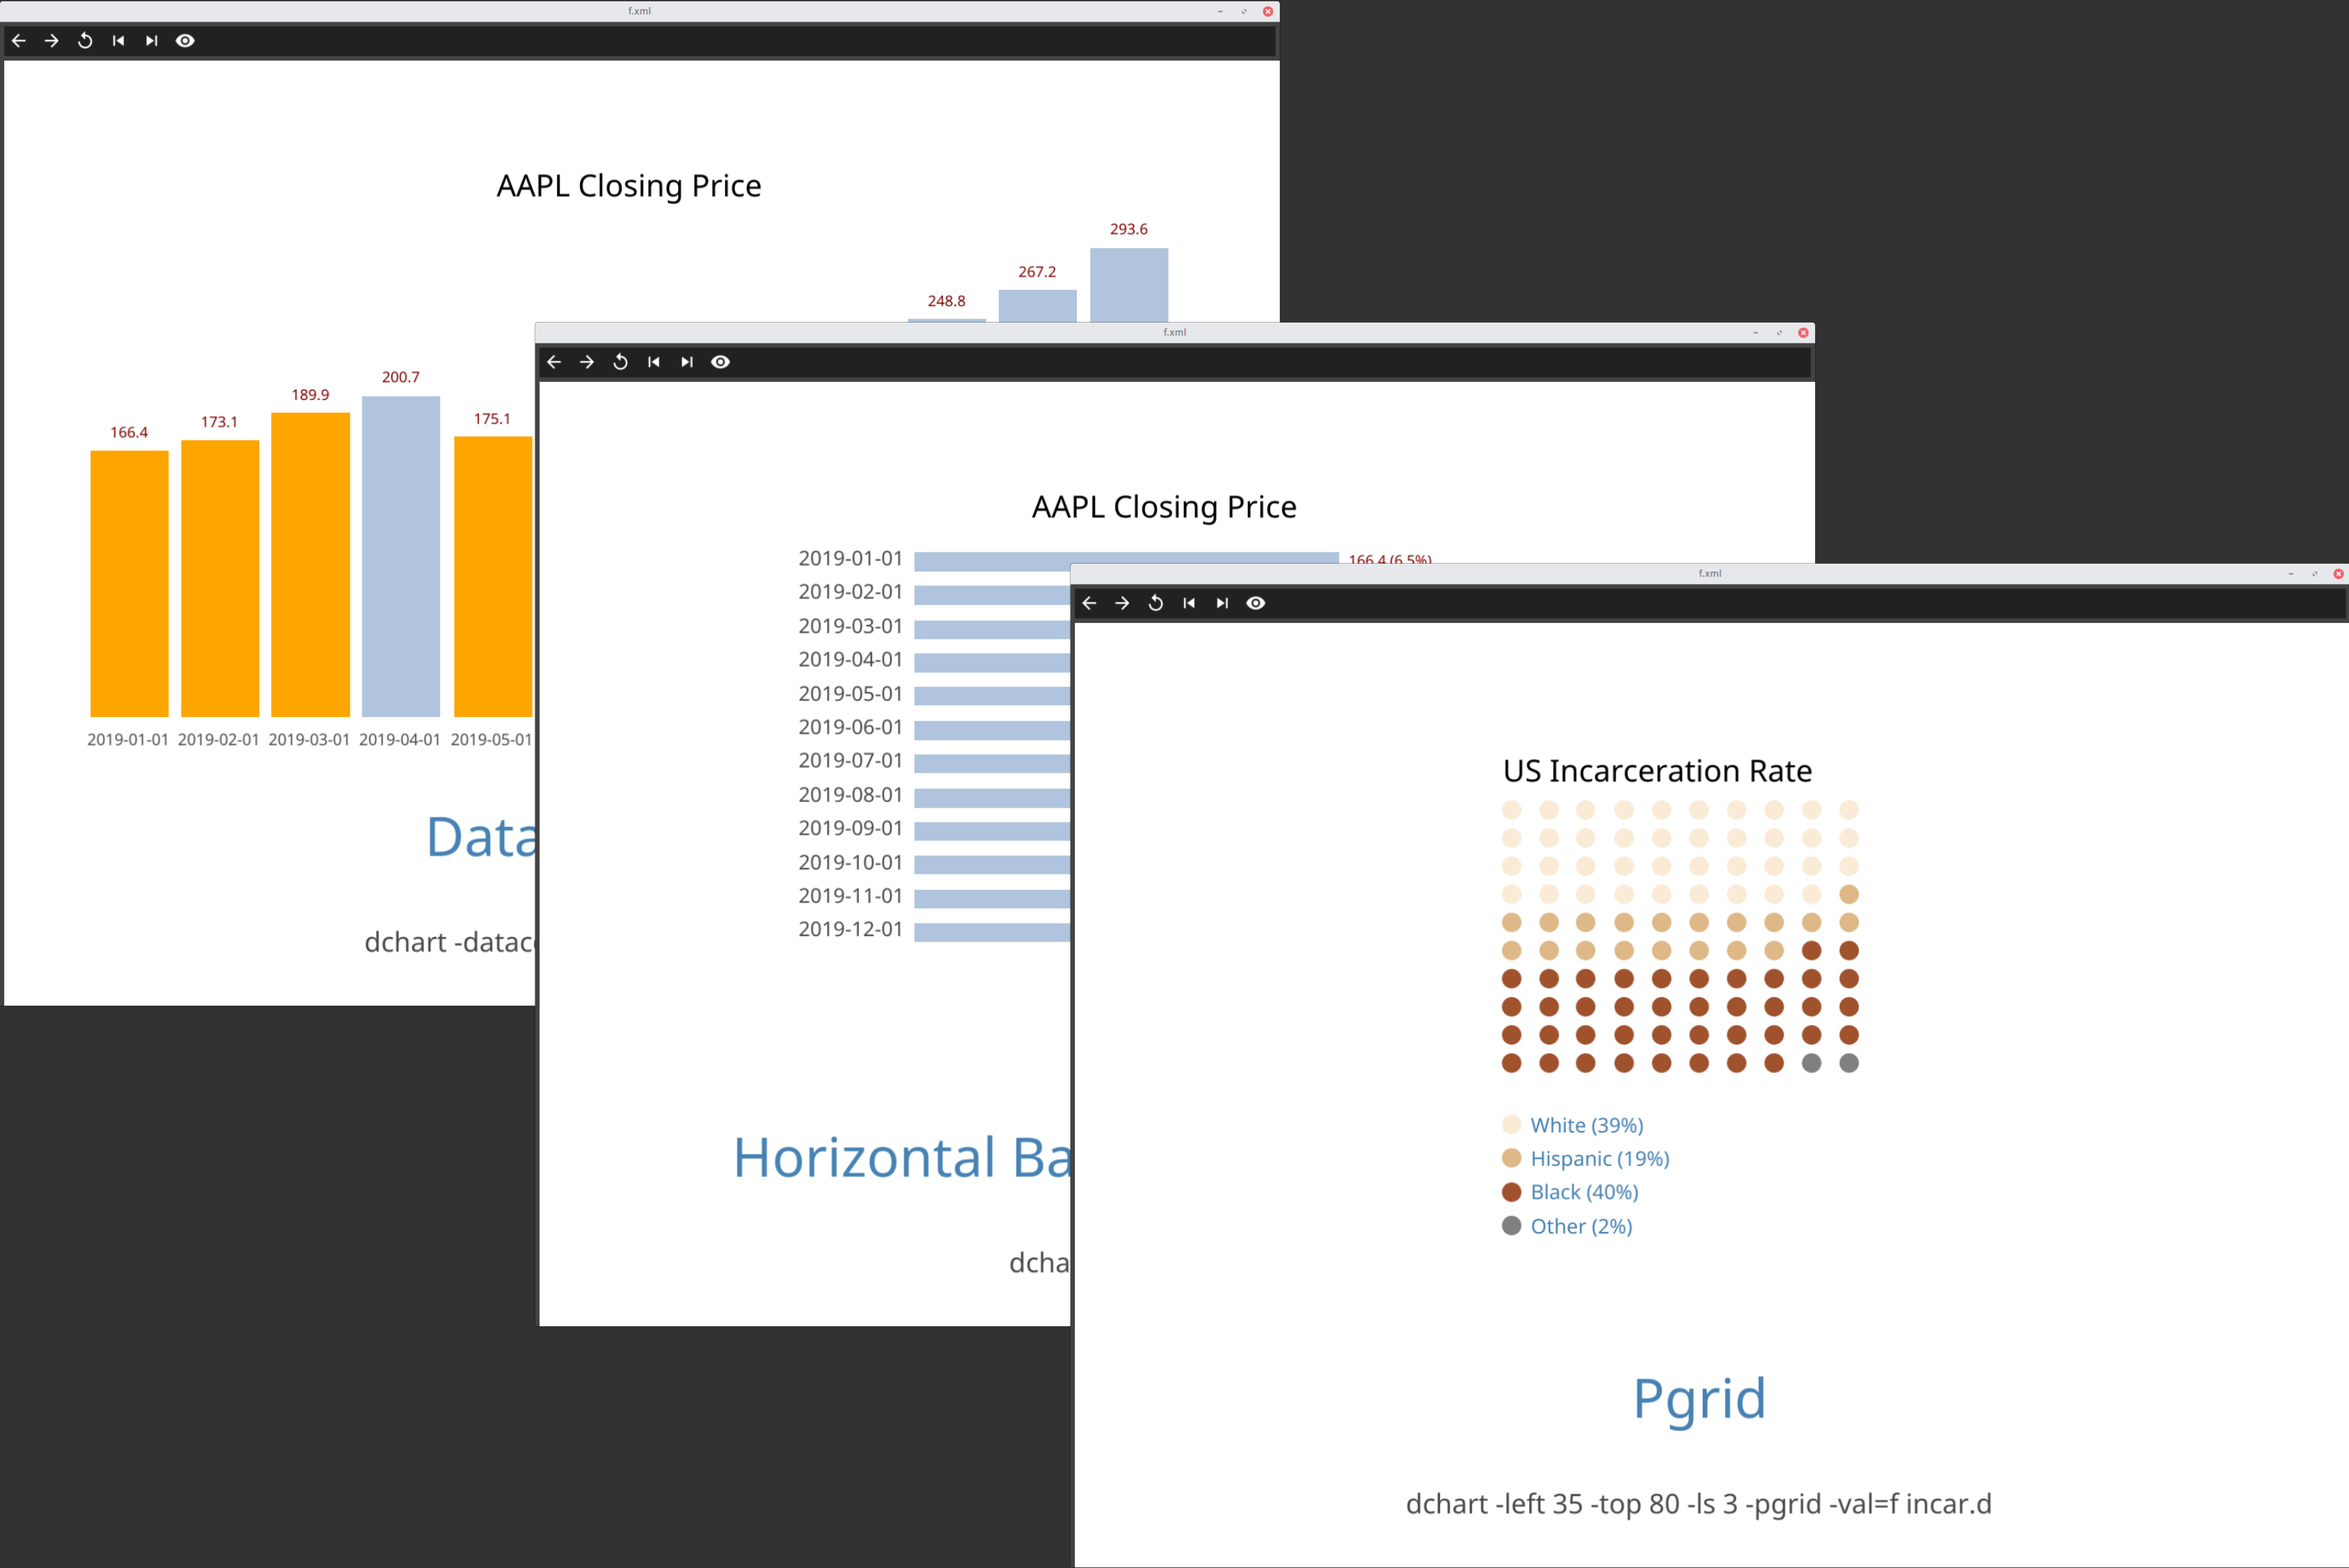 f.xml
AAPL Closing Price
293.6
267.2
248.8
200.7
189.9
175.1
173.1
166.4
2019-01-01 2019-02-01 2019-03-01 2019-04-01 2019-05-01
Data
dchart
f.xml
AAPL Closing Price
2019-01-01 166.4 (6.5%)
2019-02-01
2019-03-01
2019-04-01
2019-05-01
2019-06-01
2019-07-01
2019-08-01
2019-09-01
2019-10-01
2019-11-01
2019-12-01
Horizontal Ba
dcha
f.xml
US Incarceration Rate
White (39%)
Hispanic (19%)
Black (40%)
Other (2%)
Pgrid
dchart -left 35 -top 80 -ls 3 -pgrid -val=f incar.d